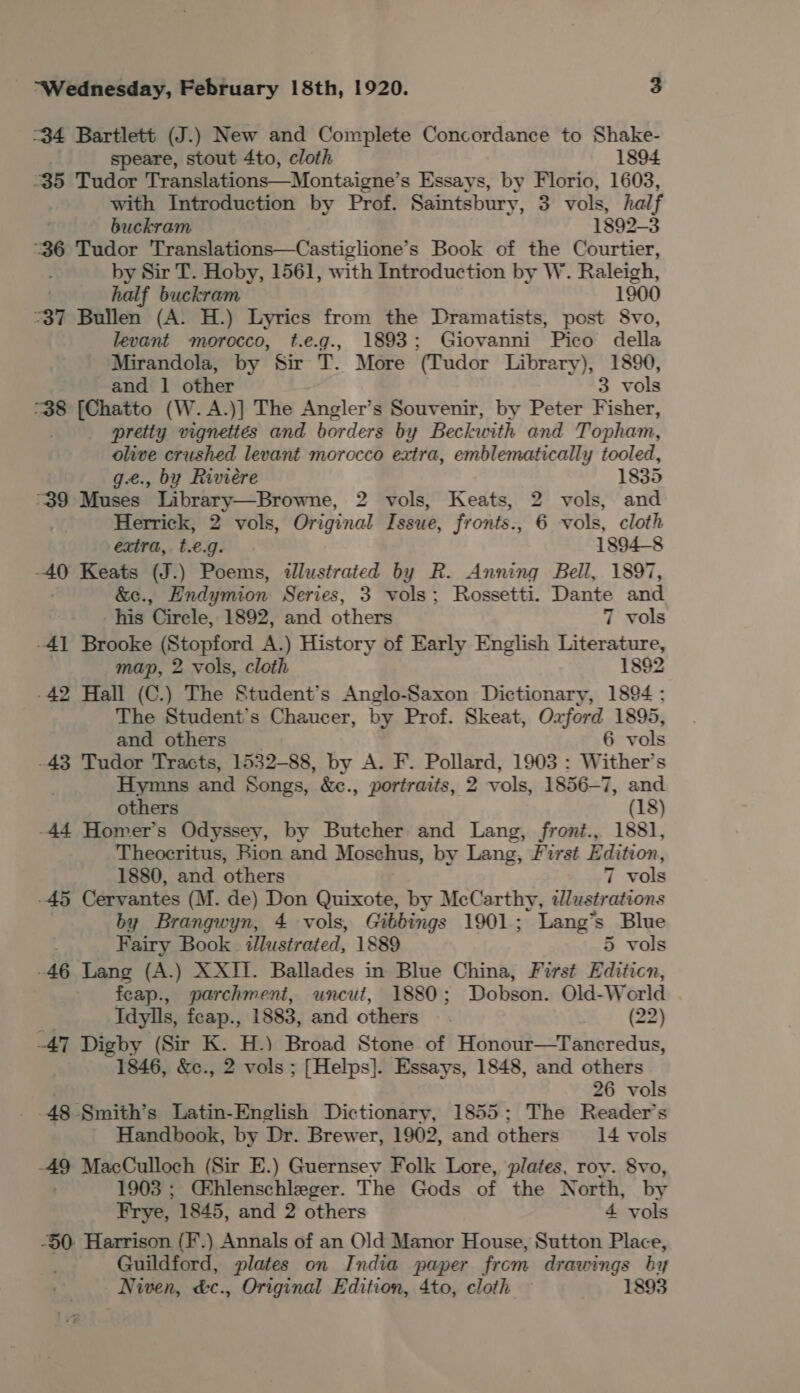 Wednesday, February 18th, 1920. 3
34 Bartlett (J.) New and Complete Concordance to Shake-
speare, stout 4to, cloth 1894
35 Tudor Translations—Montaigne's Essays, by Florio, 1603,
with Introduction by Prof. Saintsbury, 3 vols, half
buckram 1892-3
36 Tudor Translations—Castiglione's Book of the Courtier,
by Sir T. Hoby, 1561, with Introduction by W. Raleigh,
half buckram 1900
37 Bullen (A. H.) Lyrics from the Dramatists, post 8vo,
levant morocco, t.e.g., 1893; Giovanni Pico della
Mirandola, by Sir T. More (Tudor Library), 1890,
and 1 other 3 vols
38 [Chatto (W. A.)] The Angler's Souvenir, by Peter Fisher,
pretty vignettes and borders by Beckwith and Topham,
olive crushed levant morocco extra, emblematically tooled,
g.e., by Rivière 1835
39 Muses Library—Browne, 2 vols, Keats, 2 vols, and
Herrick, 2 vols, Original Issue, fronts., 6 vols, cloth
extra, t.e.g. 1894-8
40 Keats (J.) Poems, illustrated by R. Anning Bell, 1897,
&c., Endymion Series, 3 vols; Rossetti. Dante and
his Circle, 1892, and others 7 vols
41 Brooke (Stopford A.) History of Early English Literature,
map, 2 vols, cloth 1892
42 Hall (C.) The Student's Anglo-Saxon Dictionary, 1894;
The Student's Chaucer, by Prof. Skeat, Oxford 1895,
and others 6 vols
43 Tudor Tracts, 1532-88, by A. F. Pollard, 1903; Wither's
Hymns and Songs, &c., portraits, 2 vols, 1856-7, and
others (18)
44 Homer's Odyssey, by Butcher and Lang, front., 1881,
Theocritus, Bion and Moschus, by Lang, First Edition,
1880, and others 7 vols
45 Cervantes (M. de) Don Quixote, by McCarthy, illustrations
by Brangwyn, 4 vols, Gibbings 1901; Lang's Blue
Fairy Book illustrated, 1889 5 vols
46 Lang (A.) XXII. Ballades in Blue China, First Edition,
fcap., parchment, uncut, 1880; Dobson. Old-World
Idylls, fcap., 1883, and others (22)
47 Digby (Sir K. H.) Broad Stone of Honour—Tancredus,
1846, &c., 2 vols; [Helps]. Essays, 1848, and others
26 vols
48 Smith's Latin-English Dictionary, 1855; The Reader's
Handbook, by Dr. Brewer, 1902, and others 14 vols
49 MacCulloch (Sir E.) Guernsey Folk Lore, plates, roy. 8vo,
1903; Œhlenschlæger. The Gods of the North, by
Frye, 1845, and 2 others 4 vols
50 Harrison (F.) Annals of an Old Manor House, Sutton Place,
Guildford, plates on India paper from drawings by
Niven, &c., Original Edition, 4to, cloth 1893